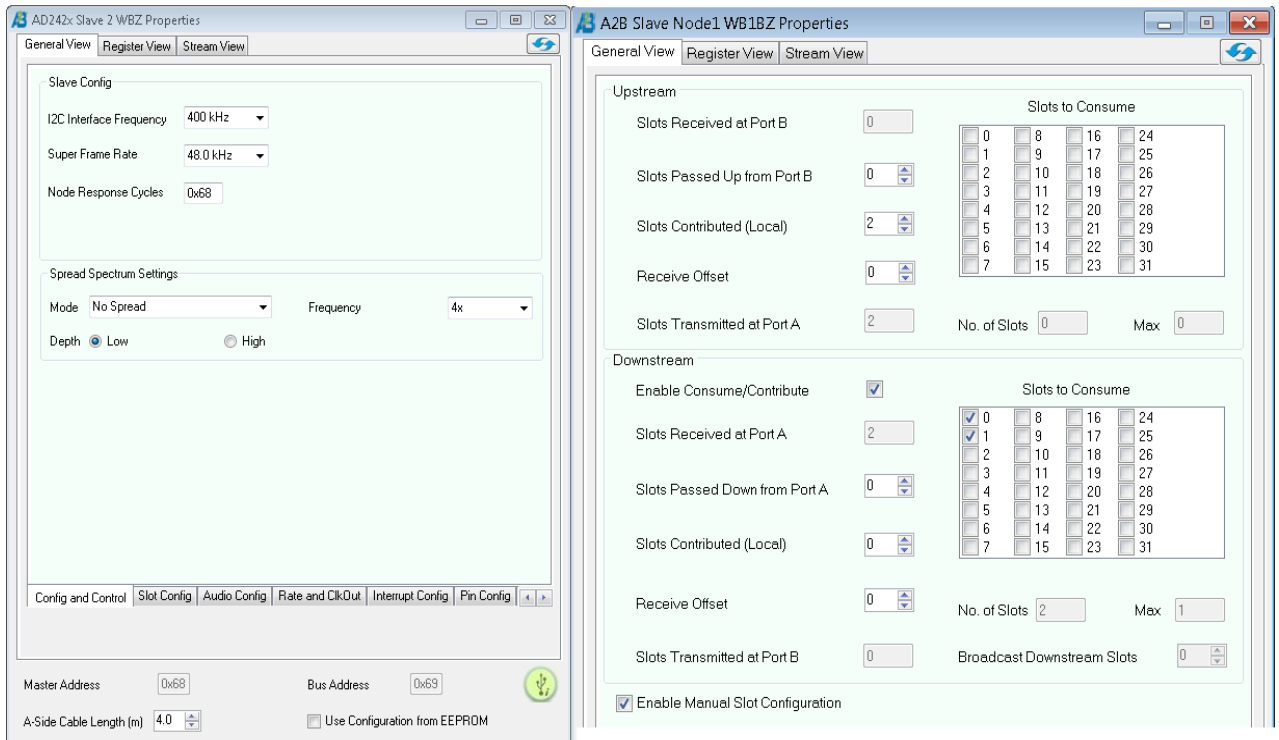 AD242x Slave 2 WBZ Properties
General View Register View Stream View
Slave Config
I2C Interface Frequency 400 kHz
Super Frame Rate 48.0 kHz
Node Response Cycles 0x68
Spread Spectrum Settings
Mode No Spread Frequency 4x
Depth Low High
Config and Control Slot Config Audio Config Rate and ClkOut Interrupt Config Pin Config
Master Address 0x68 Bus Address 0x69
A-Side Cable Length (m) 4.0 Use Configuration from EEPROM
A2B Slave Node1 WB1BZ Properties
General View Register View Stream View
Upstream
Slots Received at Port B 0
Slots Passed Up from Port B 0
Slots Contributed (Local) 2
Receive Offset 0
Slots Transmitted at Port A 2
Slots to Consume
0 8 16 24
1 9 17 25
2 10 18 26
3 11 19 27
4 12 20 28
5 13 21 29
6 14 22 30
7 15 23 31
No. of Slots 0 Max 0
Downstream
Enable Consume/Contribute
Slots Received at Port A 2
Slots Passed Down from Port A 0
Slots Contributed (Local) 0
Receive Offset 0
Slots Transmitted at Port B 0
Slots to Consume
0 8 16 24
1 9 17 25
2 10 18 26
3 11 19 27
4 12 20 28
5 13 21 29
6 14 22 30
7 15 23 31
No. of Slots 2 Max 1
Broadcast Downstream Slots 0
Enable Manual Slot Configuration